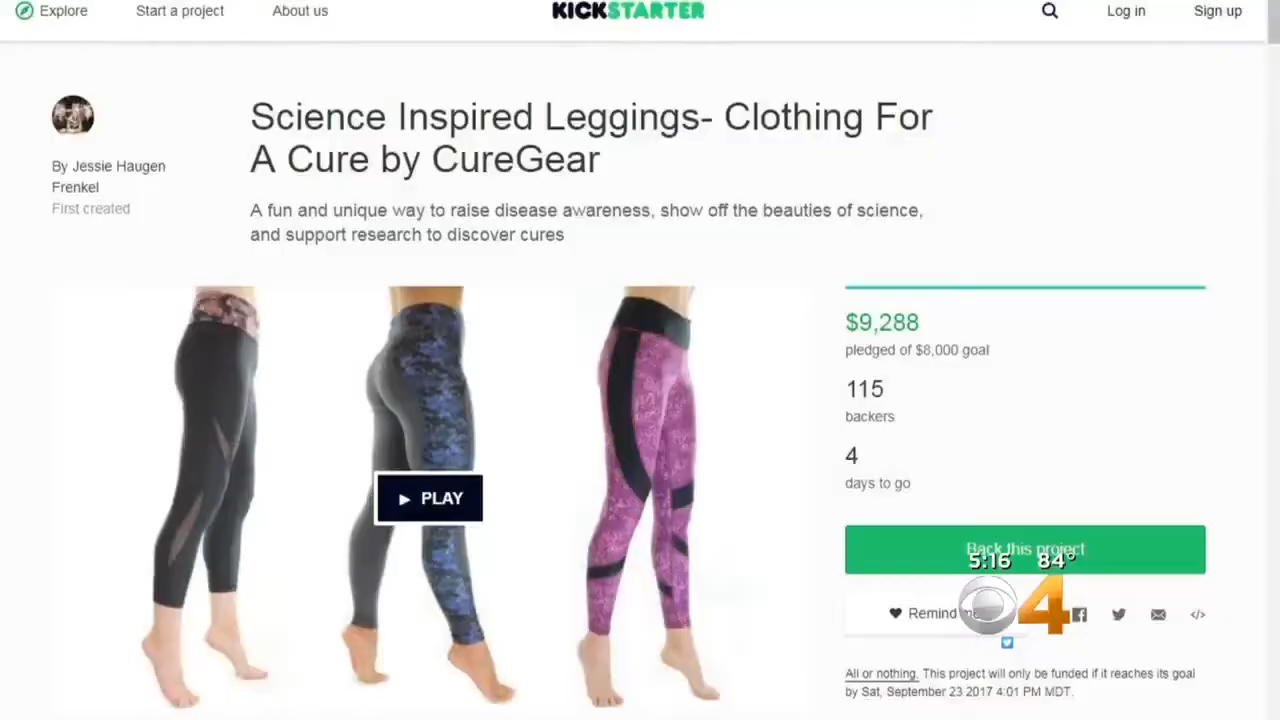 Explore Start a project About us KICKSTARTER Log in Sign up
Science Inspired Leggings- Clothing For
A Cure by CureGear
By Jessie Haugen
Frenkel
First created
A fun and unique way to raise disease awareness, show off the beauties of science,
and support research to discover cures
$9,288
pledged of $8,000 goal
115
backers
4
days to go
PLAY
Back this project
5:16 84°
Remind me
4
All or nothing. This project will only be funded if it reaches its goal
by Sat, September 23 2017 4:01 PM MDT.